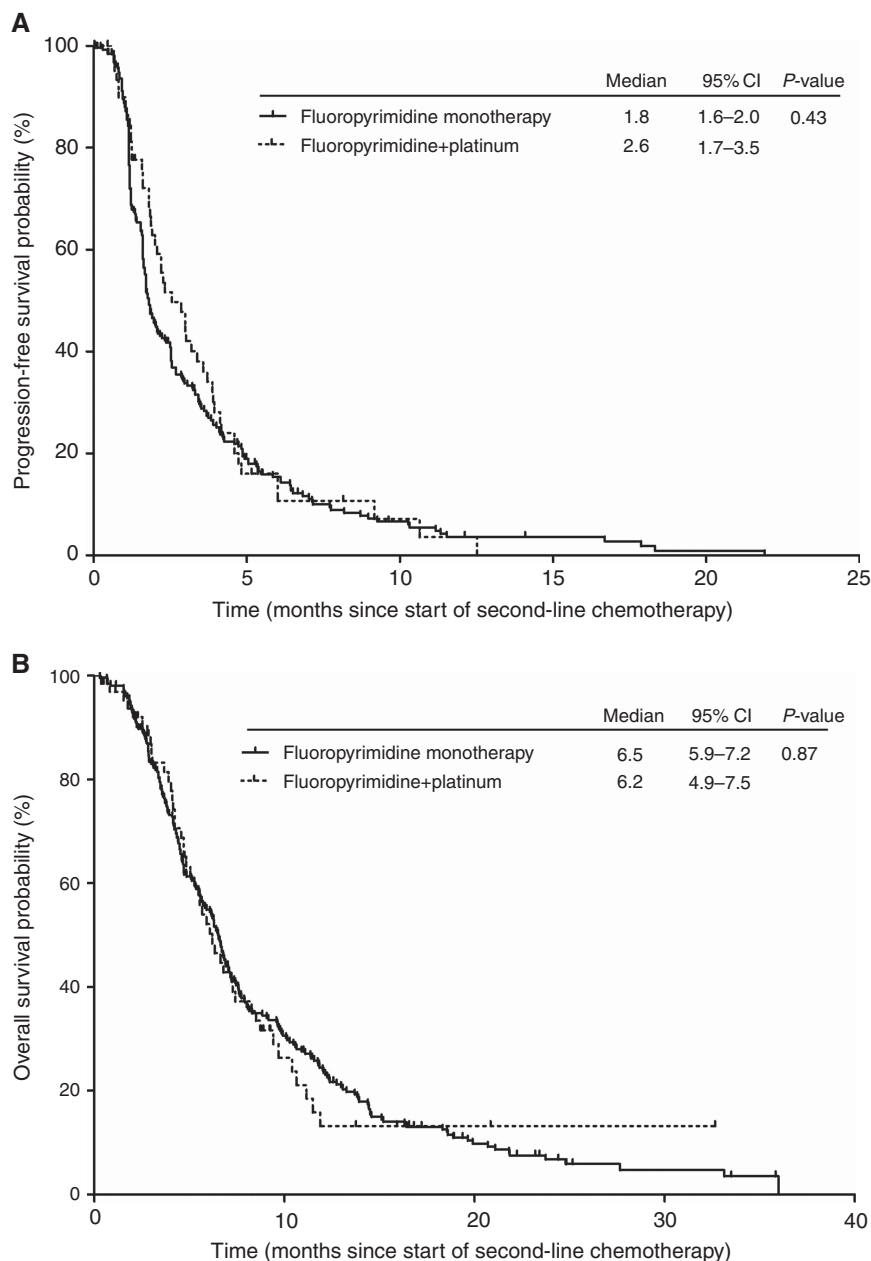 A
Median 95% CI P-value
Fluoropyrimidine monotherapy 1.8 1.6–2.0 0.43
Fluoropyrimidine+platinum 2.6 1.7–3.5
Progression-free survival probability (%)
100
80
60
40
20
0
0 5 10 15 20 25
Time (months since start of second-line chemotherapy)
B
Median 95% CI P-value
Fluoropyrimidine monotherapy 6.5 5.9–7.2 0.87
Fluoropyrimidine+platinum 6.2 4.9–7.5
Overall survival probability (%)
100
80
60
40
20
0
0 10 20 30 40
Time (months since start of second-line chemotherapy)